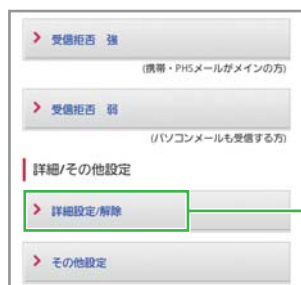 受信拒否　強
(携帯・PHSメールがメインの方)
受信拒否　弱
(パソコンメールも受信する方)
詳細/その他設定
詳細設定/解除
その他設定